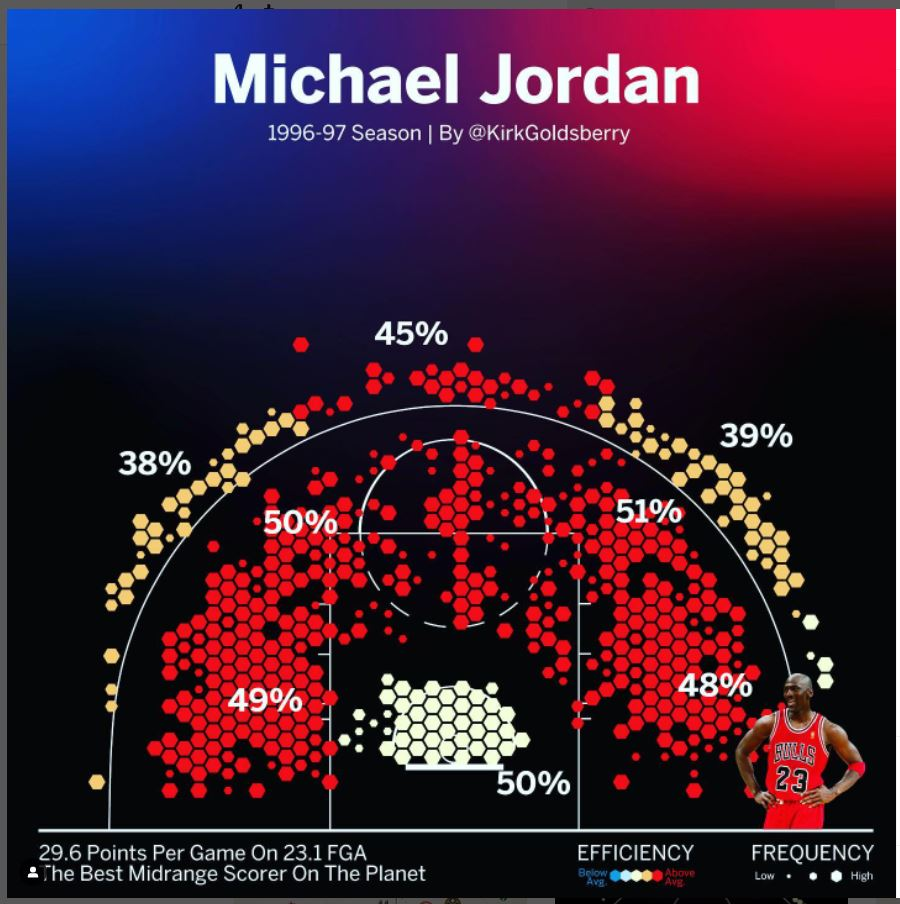 Michael Jordan
1996-97 Season | By @KirkGoldsberry
45%
38%
39%
50%
51%
49%
48%
50%
BULLS
23
29.6 Points Per Game On 23.1 FGA
The Best Midrange Scorer On The Planet
EFFICIENCY
Below Avg.
Above Avg.
FREQUENCY
Low
High